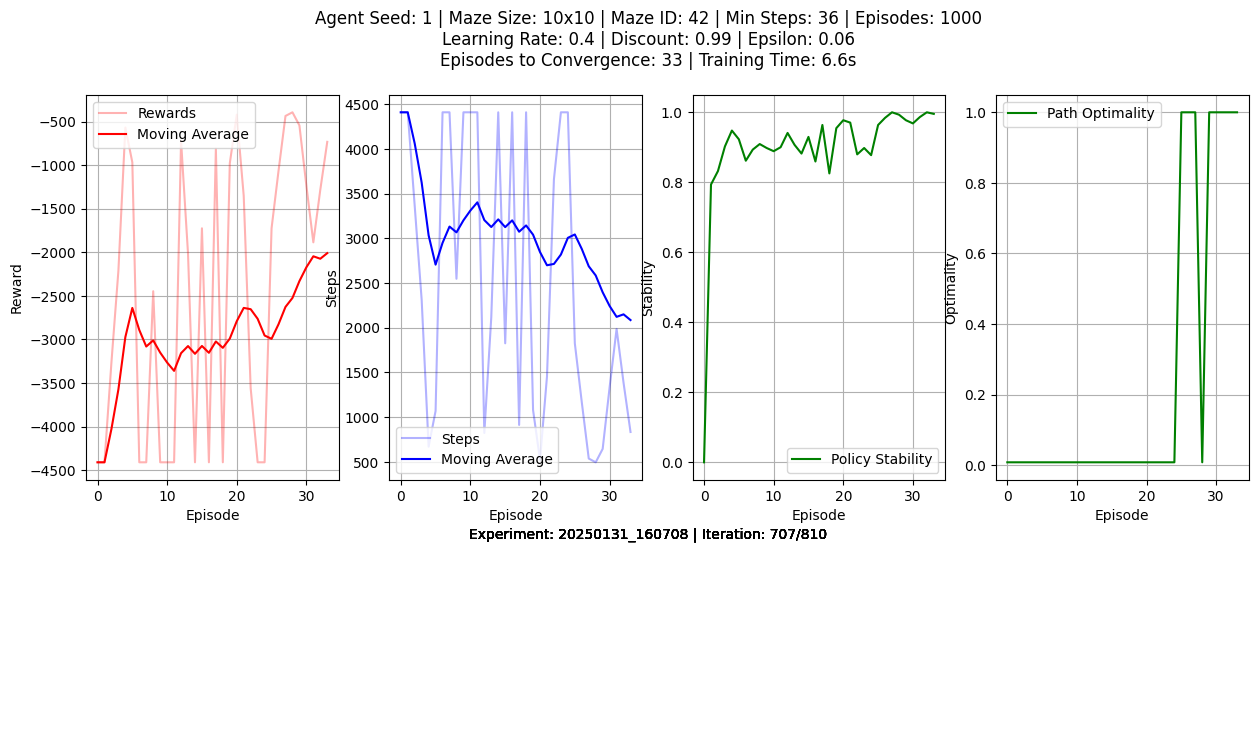 Agent Seed: 1 | Maze Size: 10x10 | Maze ID: 42 | Min Steps: 36 | Episodes: 1000
Learning Rate: 0.4 | Discount: 0.99 | Epsilon: 0.06
Episodes to Convergence: 33 | Training Time: 6.6s
Reward
−500
−1000
−1500
−2000
−2500
−3000
−3500
−4000
−4500
Rewards
Moving Average
0
10
20
30
Episode
Steps
4500
4000
3500
3000
2500
2000
1500
1000
500
Steps
Moving Average
0
10
20
30
Episode
Stability
1.0
0.8
0.6
0.4
0.2
0.0
Policy Stability
0
10
20
30
Episode
Optimality
1.0
0.8
0.6
0.4
0.2
0.0
Path Optimality
0
10
20
30
Episode
Experiment: 20250131_160708 | Iteration: 707/810